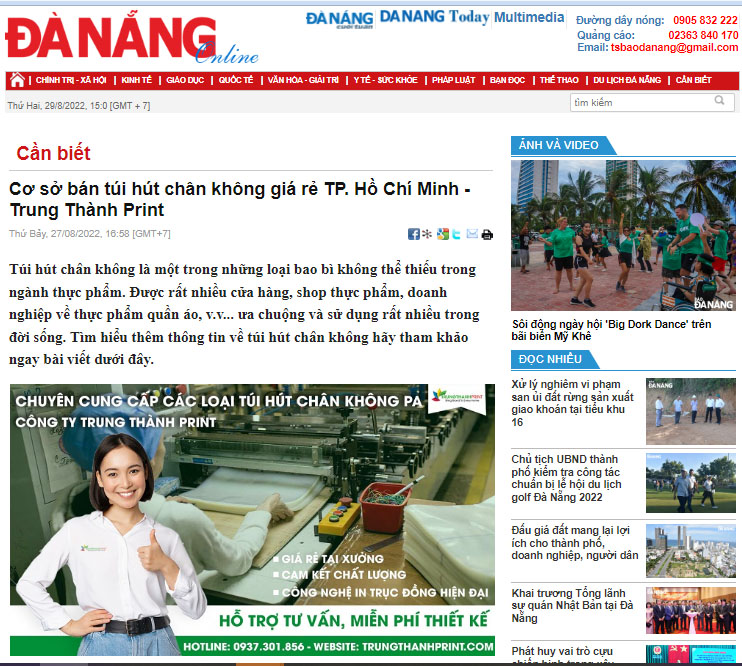 ĐÀ NẴNG
Online
ĐÀ NẴNG
CUỐI TUẦN
DA NANG Today
Multimedia
Đường dây nóng: 0905 832 222
Quảng cáo: 02363 840 170
Email: tsbaodanang@gmail.com
CHÍNH TRỊ - XÃ HỘI | KINH TẾ | GIÁO DỤC | QUỐC TẾ | VĂN HÓA - GIẢI TRÍ | Y TẾ - SỨC KHỎE | PHÁP LUẬT | BẠN ĐỌC | THỂ THAO | DU LỊCH ĐÀ NẴNG | CẦN BIẾT
Thứ Hai, 29/8/2022, 15:0 [GMT + 7]
tìm kiếm
Cần biết
Cơ sở bán túi hút chân không giá rẻ TP. Hồ Chí Minh -
Trung Thành Print
Thứ Bảy, 27/08/2022, 16:58 [GMT+7]
Túi hút chân không là một trong những loại bao bì không thể thiếu trong
ngành thực phẩm. Được rất nhiều cửa hàng, shop thực phẩm, doanh
nghiệp về thực phẩm quần áo, v.v... ưa chuộng và sử dụng rất nhiều trong
đời sống. Tìm hiểu thêm thông tin về túi hút chân không hãy tham khảo
ngay bài viết dưới đây.
CHUYÊN CUNG CẤP CÁC LOẠI TÚI HÚT CHÂN KHÔNG PA
TRUNGTHANHPRINT
CÔNG TY TRUNG THÀNH PRINT
GIÁ RẺ TẠI XƯỞNG
CAM KẾT CHẤT LƯỢNG
CÔNG NGHỆ IN TRỤC ĐỒNG HIỆN ĐẠI
HỖ TRỢ TƯ VẤN, MIỄN PHÍ THIẾT KẾ
HOTLINE: 0937.301.856 - WEBSITE: TRUNGTHANHPRINT.COM
ẢNH VÀ VIDEO
ĐÀ NẴNG
Sôi động ngày hội 'Big Dork Dance' trên
bãi biển Mỹ Khê
ĐỌC NHIỀU
Xử lý nghiêm vi phạm
san ủi đất rừng sản xuất
giao khoán tại tiểu khu
16
Chủ tịch UBND thành
phố kiểm tra công tác
chuẩn bị lễ hội du lịch
golf Đà Nẵng 2022
Đấu giá đất mang lại lợi
ích cho thành phố,
doanh nghiệp, người dân
Khai trương Tổng lãnh
sự quán Nhật Bản tại Đà
Nẵng
Phát huy vai trò cựu
chiến binh trong xây